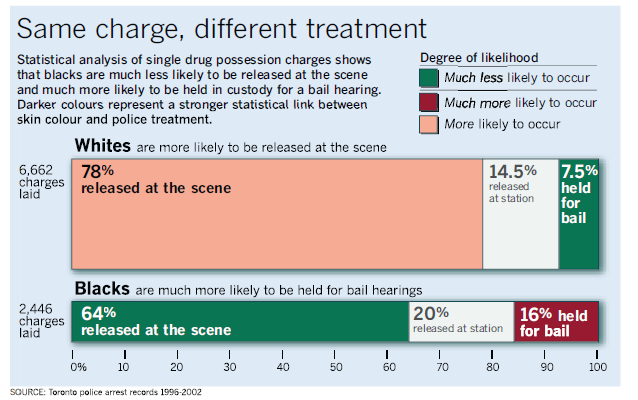 Same charge, different treatment
Statistical analysis of single drug possession charges shows
that blacks are much less likely to be released at the scene
and much more likely to be held in custody for a bail hearing.
Darker colours represent a stronger statistical link between
skin colour and police treatment.
Degree of likelihood
Much less likely to occur
Much more likely to occur
More likely to occur
Whites are more likely to be released at the scene
6,662
charges
laid
78%
released at the scene
14.5%
released
at station
7.5%
held
for
bail
Blacks are much more likely to be held for bail hearings
2,446
charges
laid
64%
released at the scene
20%
released at station
16% held
for bail
0% 10 20 30 40 50 60 70 80 90 100
SOURCE: Toronto police arrest records 1996-2002